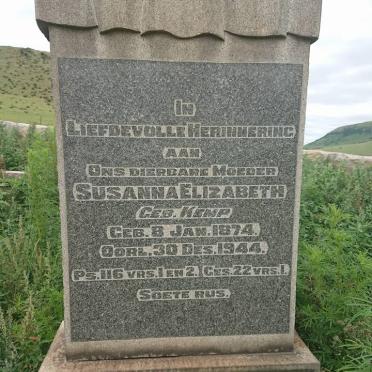 In
Liefdevolle Herinnering
aan
Ons dierbare Moeder
Susanna Elizabeth
Geb. Kemp
Geb. 8 Jan. 1874.
Oorl. 30 Des. 1944.
Ps. 116 vrs. 1 en 2. Ges. 22 vrs. 1.
Soete rus.